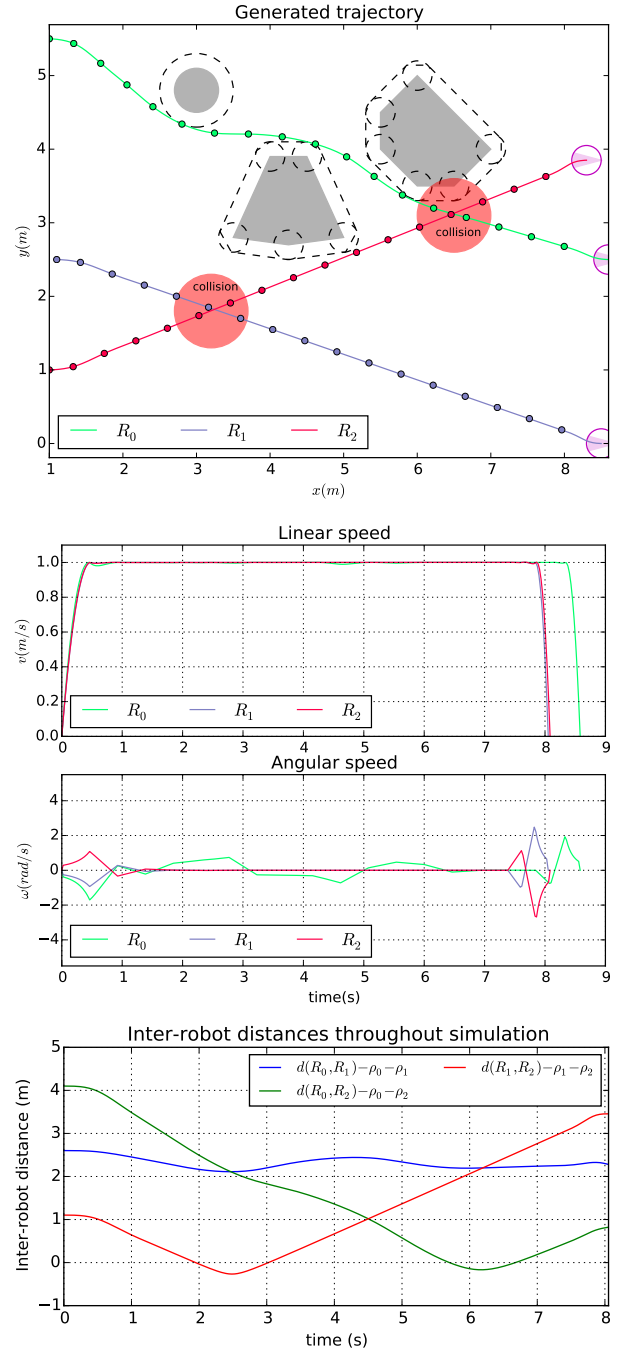 Generated trajectory
5
4
3
2
1
0
y(m)
collision
collision
R₀ R₁ R₂
1 2 3 4 5 6 7 8
x(m)
Linear speed
1.0
0.8
0.6
0.4
0.2
0.0
v(m/s)
R₀ R₁ R₂
0 1 2 3 4 5 6 7 8 9
Angular speed
4
2
0
−2
−4
ω(rad/s)
R₀ R₁ R₂
0 1 2 3 4 5 6 7 8 9
time(s)
Inter-robot distances throughout simulation
5
4
3
2
1
0
−1
Inter-robot distance (m)
d(R₀,R₁)−ρ₀−ρ₁ d(R₁,R₂)−ρ₁−ρ₂
d(R₀,R₂)−ρ₀−ρ₂
0 1 2 3 4 5 6 7 8
time (s)